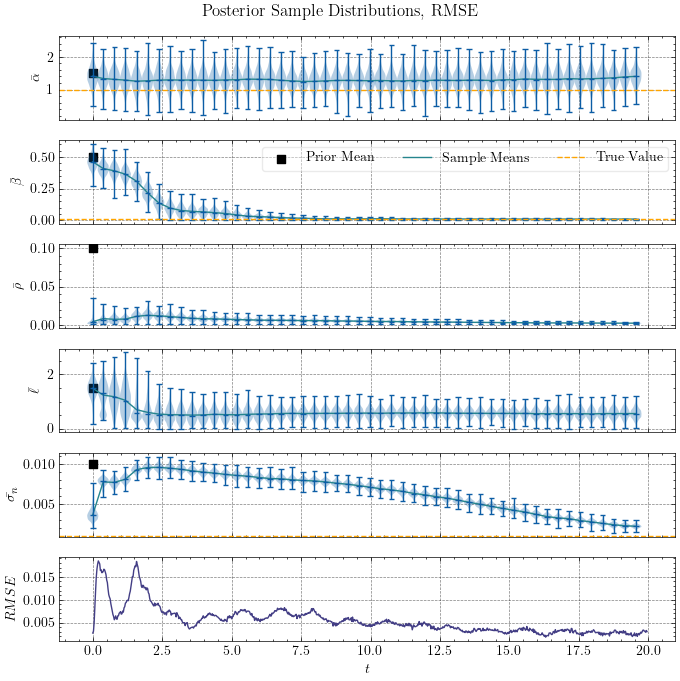 Posterior Sample Distributions, RMSE
2
1
ᾱ
0.50
0.25
0.00
β̄
Prior Mean Sample Means True Value
0.10
0.05
0.00
ρ̄
2
0
ℓ̄
0.010
0.005
σₙ
0.015
0.010
0.005
RMSE
0.0 2.5 5.0 7.5 10.0 12.5 15.0 17.5 20.0
t